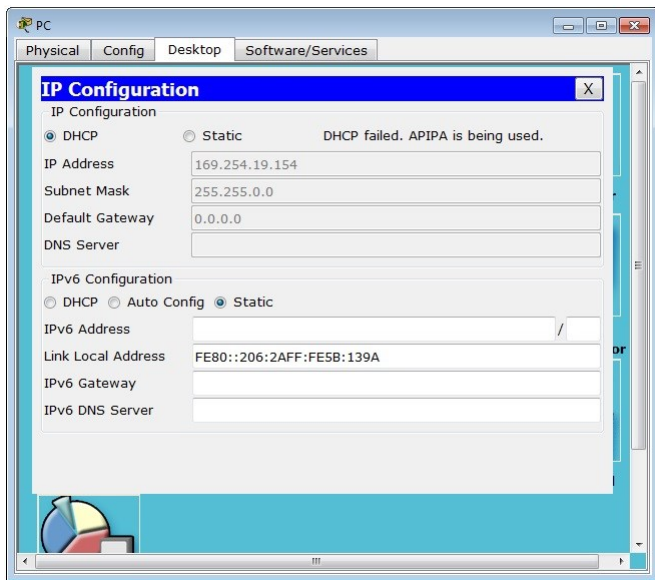 PC
Physical Config Desktop Software/Services
IP Configuration X
IP Configuration
DHCP Static DHCP failed. APIPA is being used.
IP Address 169.254.19.154
Subnet Mask 255.255.0.0
Default Gateway 0.0.0.0
DNS Server
IPv6 Configuration
DHCP Auto Config Static
IPv6 Address /
Link Local Address FE80::206:2AFF:FE5B:139A
or
IPv6 Gateway
IPv6 DNS Server